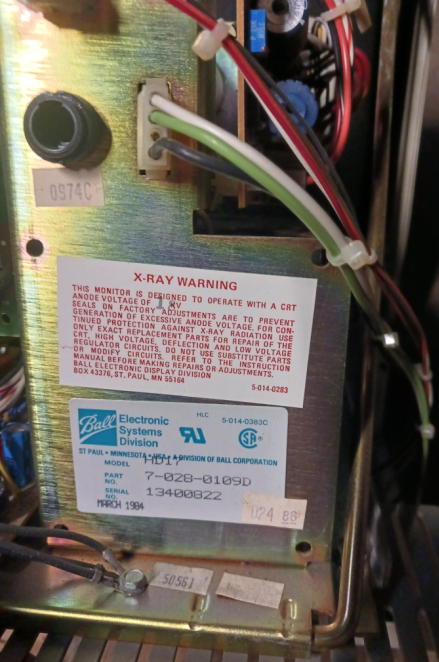 0974C
X-RAY WARNING
THIS MONITOR IS DESIGNED TO OPERATE WITH A CRT
ANODE VOLTAGE OF KV
SEALS ON FACTORY ADJUSTMENTS ARE TO PREVENT
GENERATION OF EXCESSIVE ANODE VOLTAGE. FOR CON-
TINUED PROTECTION AGAINST X-RAY RADIATION USE
ONLY EXACT REPLACEMENT PARTS FOR REPAIR OF THE
CRT, HIGH VOLTAGE, DEFLECTION AND LOW VOLTAGE
REGULATOR CIRCUITS. DO NOT USE SUBSTITUTE PARTS
OR MODIFY CIRCUITS. REFER TO THE INSTRUCTION
MANUAL BEFORE MAKING REPAIRS OR ADJUSTMENTS.
BALL ELECTRONIC DISPLAY DIVISION
BOX 43376, ST. PAUL, MN 55164
5-014-0283
HLC 5-014-0383C
Ball Electronic
Systems
Division
ST PAUL • MINNESOTA • USA • A DIVISION OF BALL CORPORATION
MODEL HD17
PART NO. 7-028-0109D
SERIAL NO. 13400822
MARCH 1984
024 86
50561